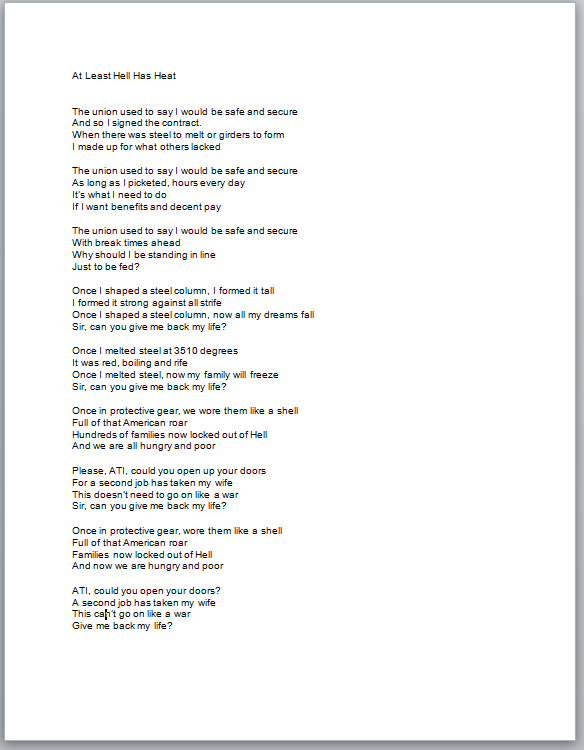 At Least Hell Has Heat
The union used to say I would be safe and secure
And so I signed the contract.
When there was steel to melt or girders to form
I made up for what others lacked
The union used to say I would be safe and secure
As long as I picketed, hours every day
It's what I need to do
If I want benefits and decent pay
The union used to say I would be safe and secure
With break times ahead
Why should I be standing in line
Just to be fed?
Once I shaped a steel column, I formed it tall
I formed it strong against all strife
Once I shaped a steel column, now all my dreams fall
Sir, can you give me back my life?
Once I melted steel at 3510 degrees
It was red, boiling and rife
Once I melted steel, now my family will freeze
Sir, can you give me back my life?
Once in protective gear, we wore them like a shell
Full of that American roar
Hundreds of families now locked out of Hell
And we are all hungry and poor
Please, ATI, could you open up your doors
For a second job has taken my wife
This doesn't need to go on like a war
Sir, can you give me back my life?
Once in protective gear, wore them like a shell
Full of that American roar
Families now locked out of Hell
And now we are hungry and poor
ATI, could you open your doors?
A second job has taken my wife
This can't go on like a war
Give me back my life?